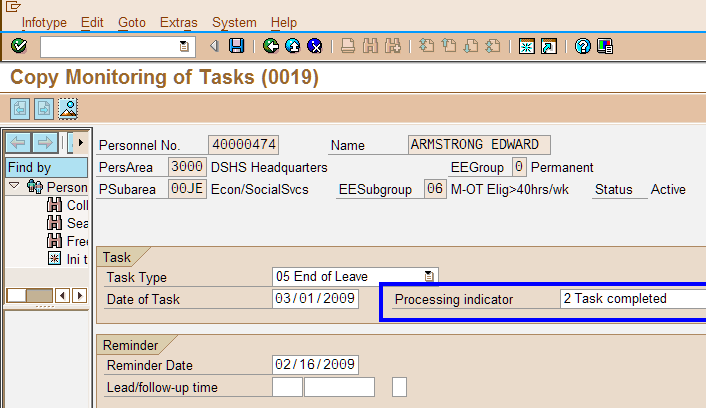 Infotype Edit Goto Extras System Help
Copy Monitoring of Tasks (0019)
Find by
Person
Coll
Sea
Free
Ini t
Personnel No. 40000474 Name ARMSTRONG EDWARD
PersArea 3000 DSHS Headquarters EEGroup 0 Permanent
PSubarea 00JE Econ/SocialSvcs EESubgroup 06 M-OT Elig>40hrs/wk Status Active
Task
Task Type 05 End of Leave
Date of Task 03/01/2009 Processing indicator 2 Task completed
Reminder
Reminder Date 02/16/2009
Lead/follow-up time